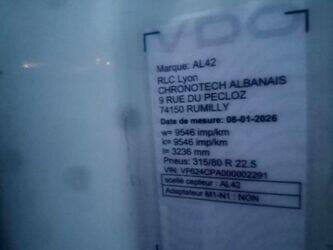 VDO
Marque: AL42
RLC Lyon
CHRONOTECH ALBANAIS
9 RUE DU PECLOZ
74150 RUMILLY
Date de mesure: 08-01-2026
w= 9546 imp/km
k= 9546 imp/km
l= 3236 mm
Pneus: 315/80 R 22.5
VIN: VF624CPA000002291
scellé capteur : AL42
Adaptateur M1-N1 : NON